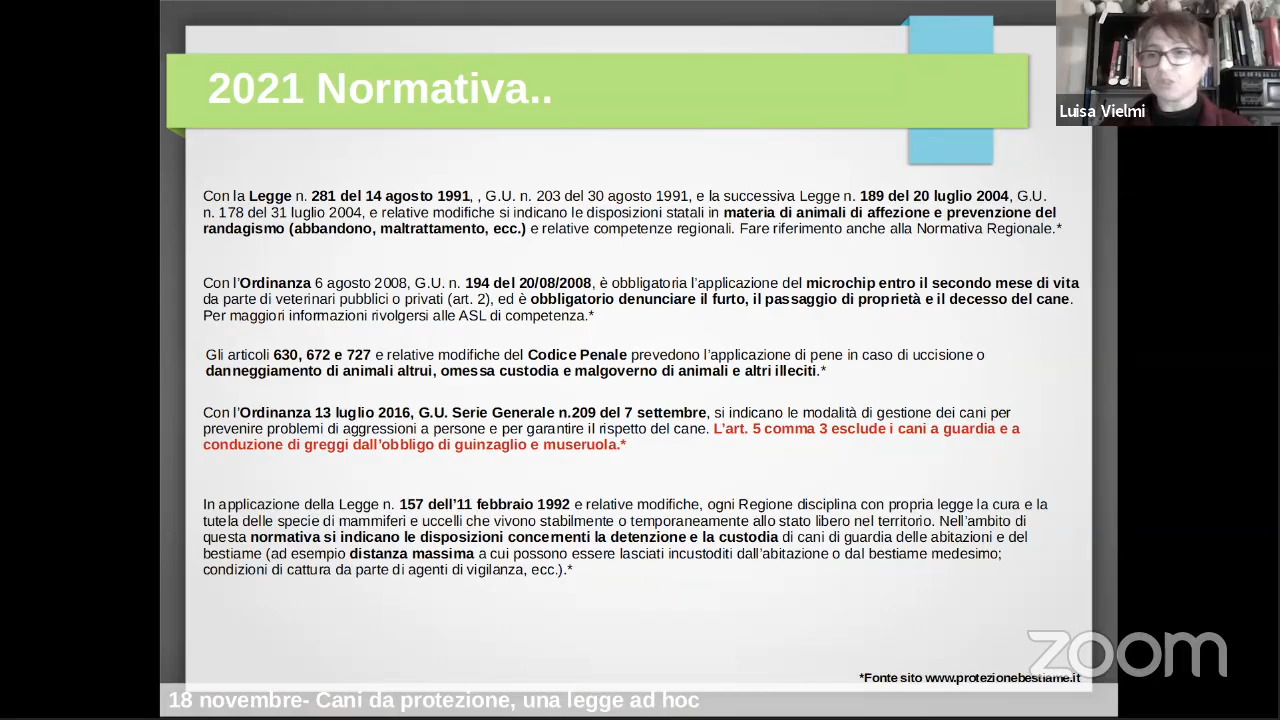 2021 Normativa..
Luisa Vielmi
Con la Legge n. 281 del 14 agosto 1991, , G.U. n. 203 del 30 agosto 1991, e la successiva Legge n. 189 del 20 luglio 2004, G.U.
n. 178 del 31 luglio 2004, e relative modifiche si indicano le disposizioni statali in materia di animali di affezione e prevenzione del
randagismo (abbandono, maltrattamento, ecc.) e relative competenze regionali. Fare riferimento anche alla Normativa Regionale.*
Con l'Ordinanza 6 agosto 2008, G.U. n. 194 del 20/08/2008, è obbligatoria l'applicazione del microchip entro il secondo mese di vita
da parte di veterinari pubblici o privati (art. 2), ed è obbligatorio denunciare il furto, il passaggio di proprietà e il decesso del cane.
Per maggiori informazioni rivolgersi alle ASL di competenza.*
Gli articoli 630, 672 e 727 e relative modifiche del Codice Penale prevedono l'applicazione di pene in caso di uccisione o
danneggiamento di animali altrui, omessa custodia e malgoverno di animali e altri illeciti.*
Con l'Ordinanza 13 luglio 2016, G.U. Serie Generale n.209 del 7 settembre, si indicano le modalità di gestione dei cani per
prevenire problemi di aggressioni a persone e per garantire il rispetto del cane. L'art. 5 comma 3 esclude i cani a guardia e a
conduzione di greggi dall'obbligo di guinzaglio e museruola.*
In applicazione della Legge n. 157 dell'11 febbraio 1992 e relative modifiche, ogni Regione disciplina con propria legge la cura e la
tutela delle specie di mammiferi e uccelli che vivono stabilmente o temporaneamente allo stato libero nel territorio. Nell'ambito di
questa normativa si indicano le disposizioni concernenti la detenzione e la custodia di cani di guardia delle abitazioni e del
bestiame (ad esempio distanza massima a cui possono essere lasciati incustoditi dall'abitazione o dal bestiame medesimo;
condizioni di cattura da parte di agenti di vigilanza, ecc.).*
zoom
*Fonte sito www.protezionebestiame.it
18 novembre- Cani da protezione, una legge ad hoc